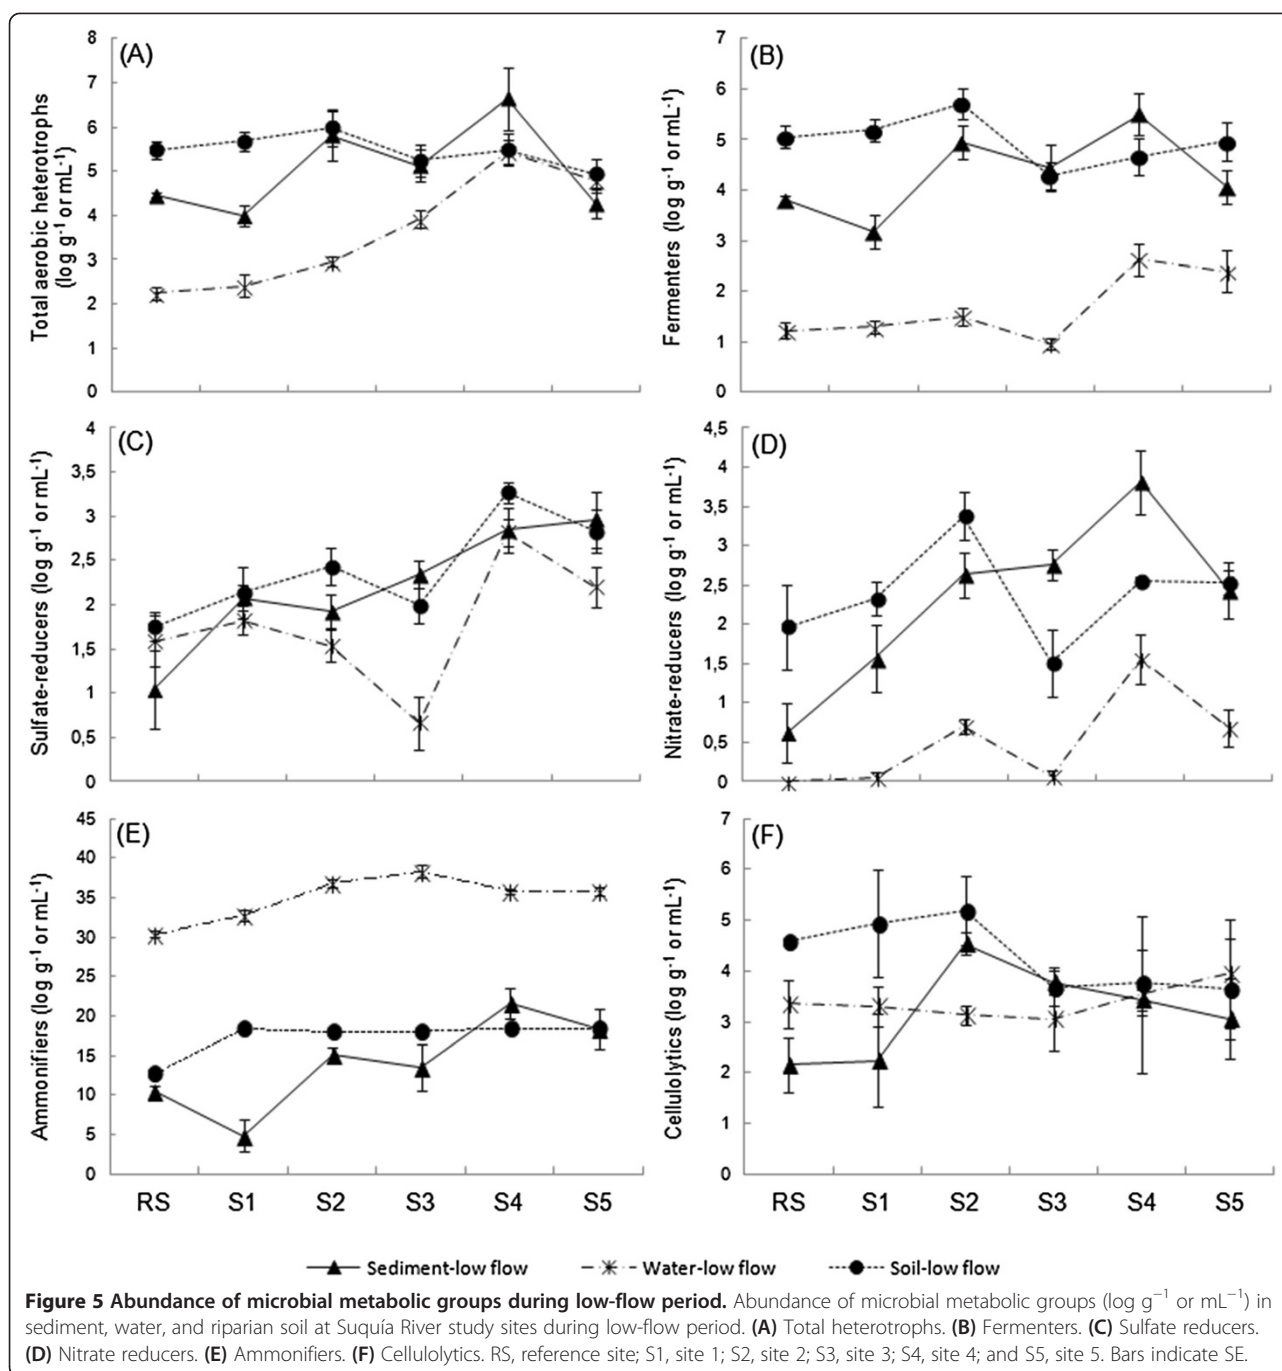 (A)
Total aerobic heterotrophs
(log g⁻¹ or mL⁻¹)
8
7
6
5
4
3
2
1
0
(B)
Fermenters (log g⁻¹ or mL⁻¹)
7
6
5
4
3
2
1
0
(C)
Sulfate-reducers (log g⁻¹ or mL⁻¹)
4
3,5
3
2,5
2
1,5
1
0,5
0
(D)
Nitrate-reducers (log g⁻¹ or mL⁻¹)
4,5
4
3,5
3
2,5
2
1,5
1
0,5
0
(E)
Ammonifiers (log g⁻¹ or mL⁻¹)
45
40
35
30
25
20
15
10
5
0
RS S1 S2 S3 S4 S5
(F)
Cellulolytics (log g⁻¹ or mL⁻¹)
7
6
5
4
3
2
1
0
RS S1 S2 S3 S4 S5
Sediment-low flow Water-low flow Soil-low flow
Figure 5 Abundance of microbial metabolic groups during low-flow period. Abundance of microbial metabolic groups (log g⁻¹ or mL⁻¹) in
sediment, water, and riparian soil at Suquía River study sites during low-flow period. (A) Total heterotrophs. (B) Fermenters. (C) Sulfate reducers.
(D) Nitrate reducers. (E) Ammonifiers. (F) Cellulolytics. RS, reference site; S1, site 1; S2, site 2; S3, site 3; S4, site 4; and S5, site 5. Bars indicate SE.